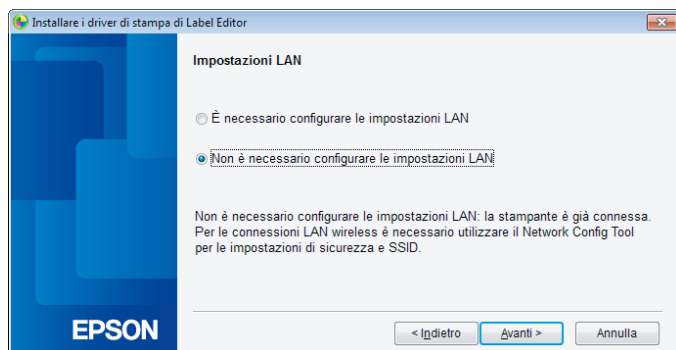 Installare i driver di stampa di Label Editor
Impostazioni LAN
È necessario configurare le impostazioni LAN
Non è necessario configurare le impostazioni LAN
Non è necessario configurare le impostazioni LAN: la stampante è già connessa.
Per le connessioni LAN wireless è necessario utilizzare il Network Config Tool
per le impostazioni di sicurezza e SSID.
EPSON
< Indietro
Avanti >
Annulla